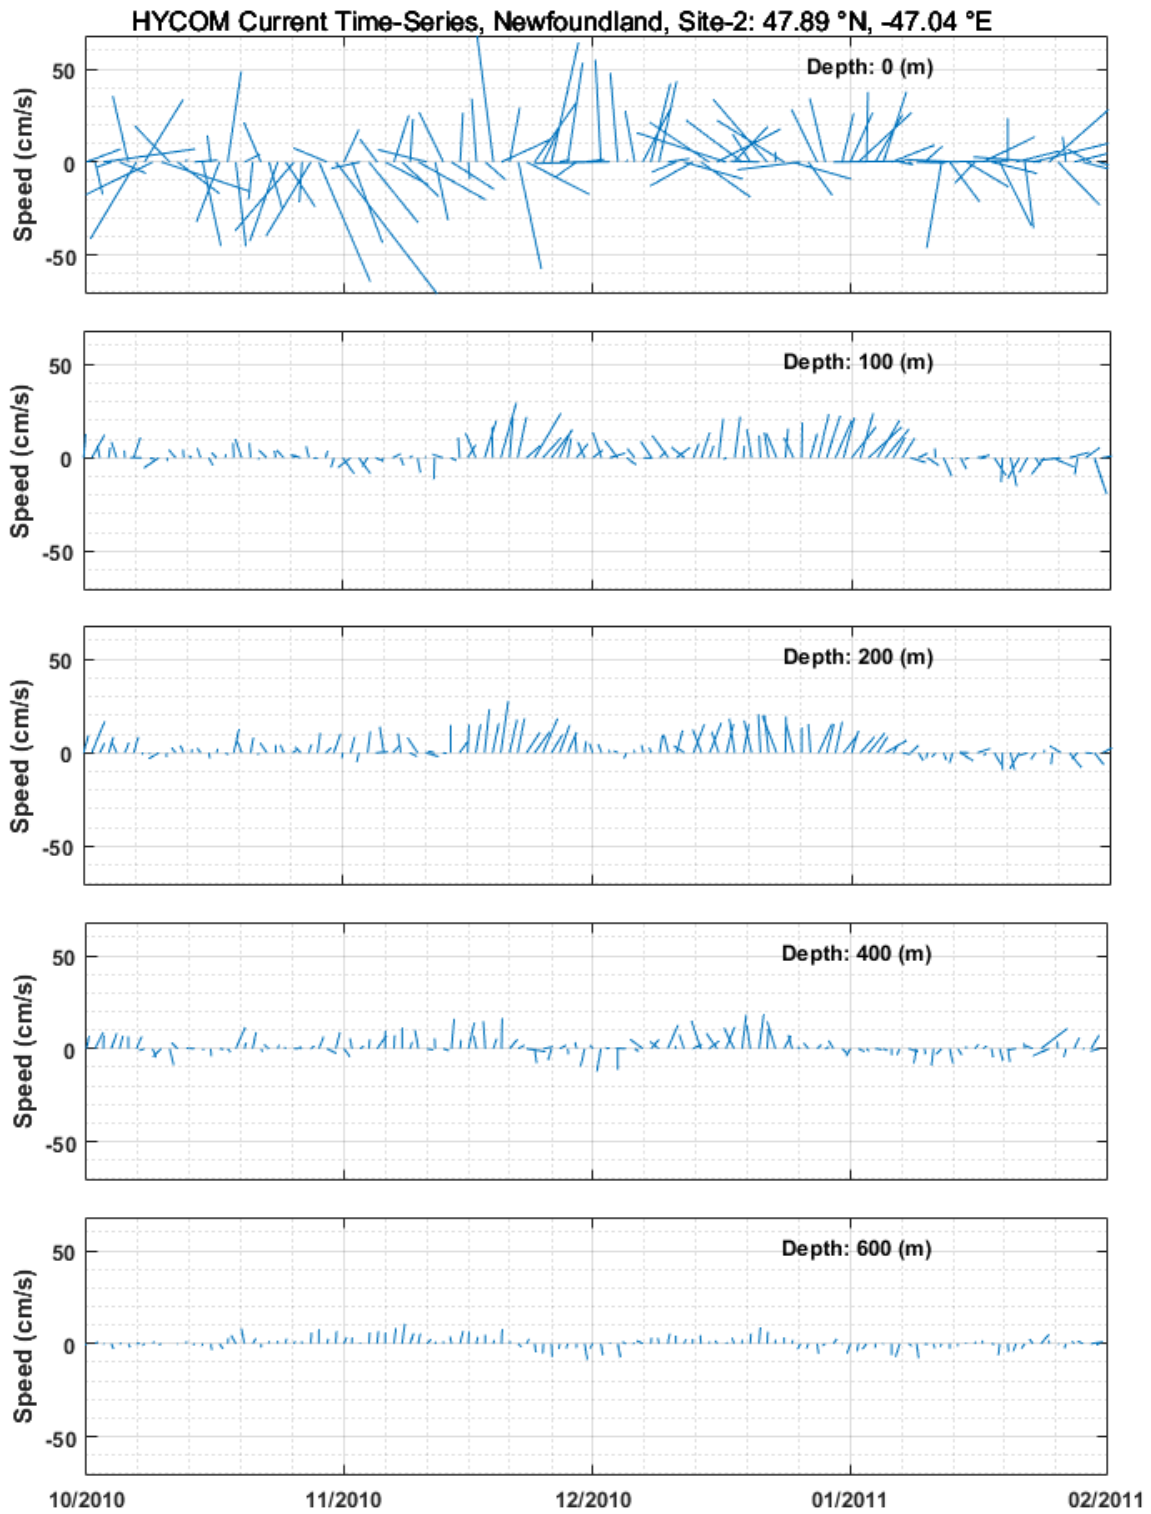 HYCOM Current Time-Series, Newfoundland, Site-2: 47.89 °N, -47.04 °E
Depth: 0 (m)
50
0
-50
Speed (cm/s)
Depth: 100 (m)
50
0
-50
Speed (cm/s)
Depth: 200 (m)
50
0
-50
Speed (cm/s)
Depth: 400 (m)
50
0
-50
Speed (cm/s)
Depth: 600 (m)
50
0
-50
Speed (cm/s)
10/2010 11/2010 12/2010 01/2011 02/2011